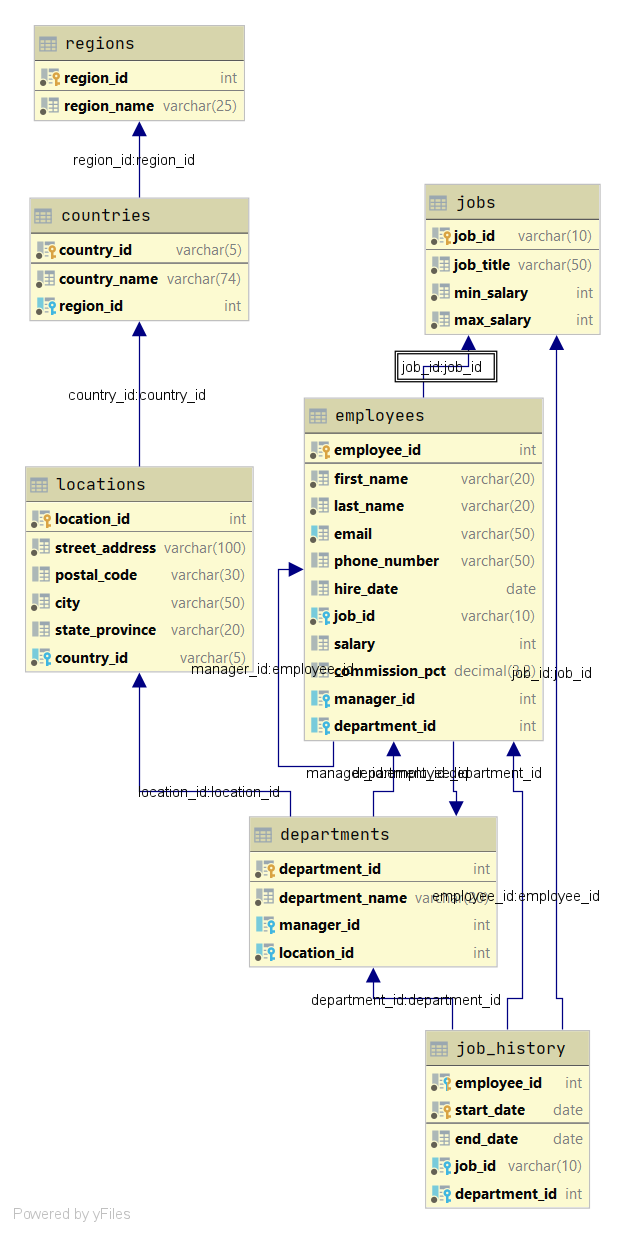 regions
region_id int
region_name varchar(25)
region_id:region_id
countries
country_id varchar(5)
country_name varchar(74)
region_id int
jobs
job_id varchar(10)
job_title varchar(50)
min_salary int
max_salary int
job_id:job_id
country_id:country_id
employees
employee_id int
first_name varchar(20)
last_name varchar(20)
email varchar(50)
phone_number varchar(50)
hire_date date
job_id varchar(10)
salary int
commission_pct
manager_id int
department_id int
locations
location_id int
street_address varchar(100)
postal_code varchar(30)
city varchar(50)
state_province varchar(20)
country_id varchar(5)
manager_id:employee_id
job_id:job_id
manager_id:employee_id
department_id:department_id
location_id:location_id
departments
department_id int
department_name
manager_id int
location_id int
employee_id:employee_id
department_id:department_id
job_history
employee_id int
start_date date
end_date date
job_id varchar(10)
department_id int
Powered by yFiles